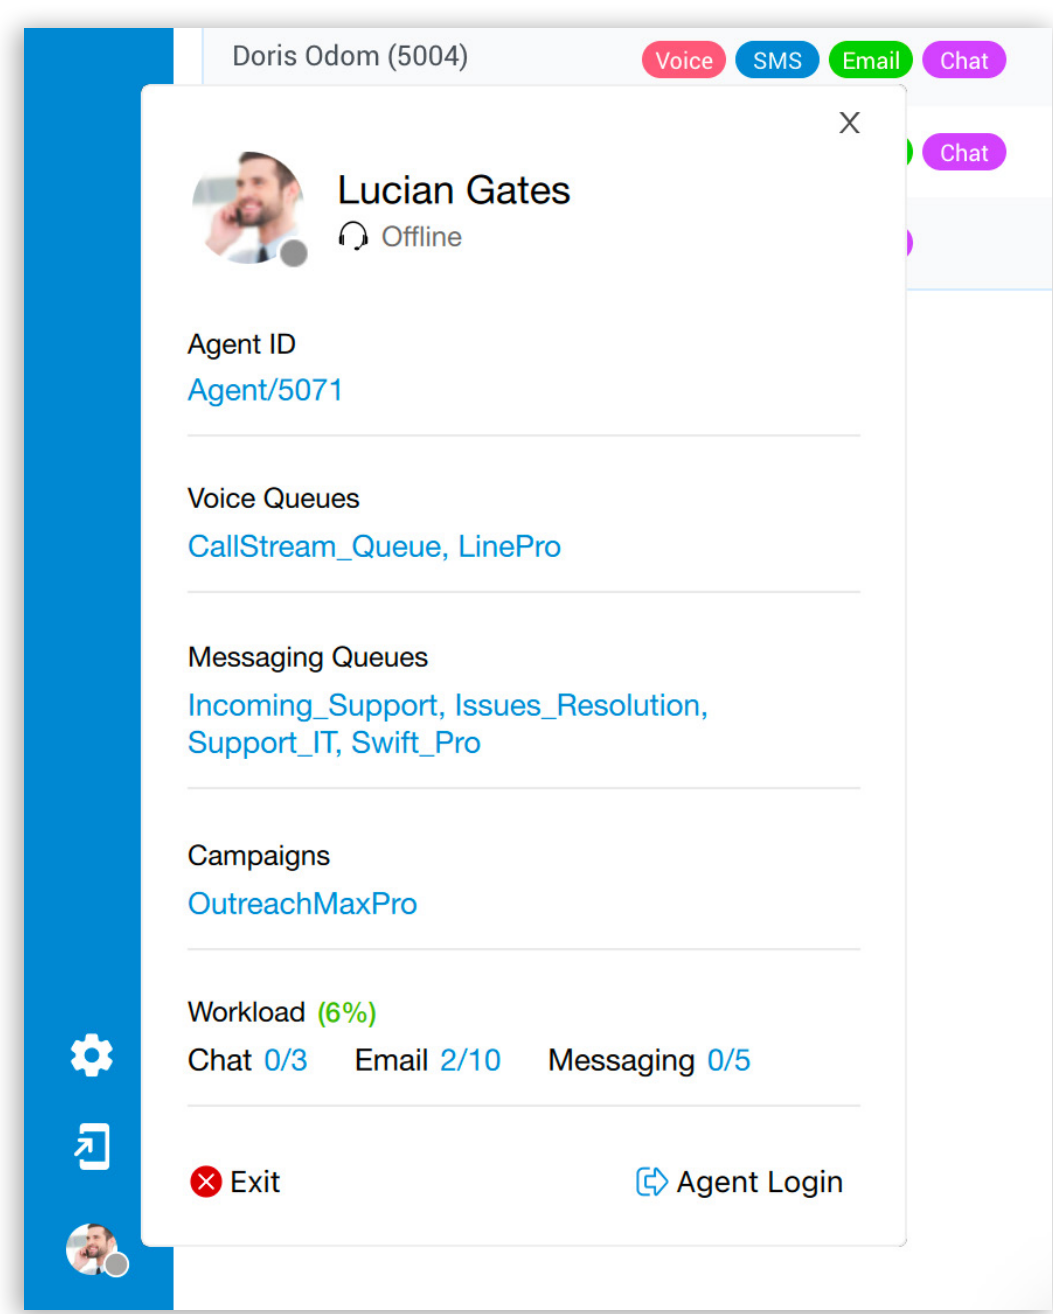 Doris Odom (5004) Voice SMS Email Chat
X
Chat
Lucian Gates
Offline
Agent ID
Agent/5071
Voice Queues
CallStream_Queue, LinePro
Messaging Queues
Incoming_Support, Issues_Resolution,
Support_IT, Swift_Pro
Campaigns
OutreachMaxPro
Workload (6%)
Chat 0/3 Email 2/10 Messaging 0/5
Exit Agent Login